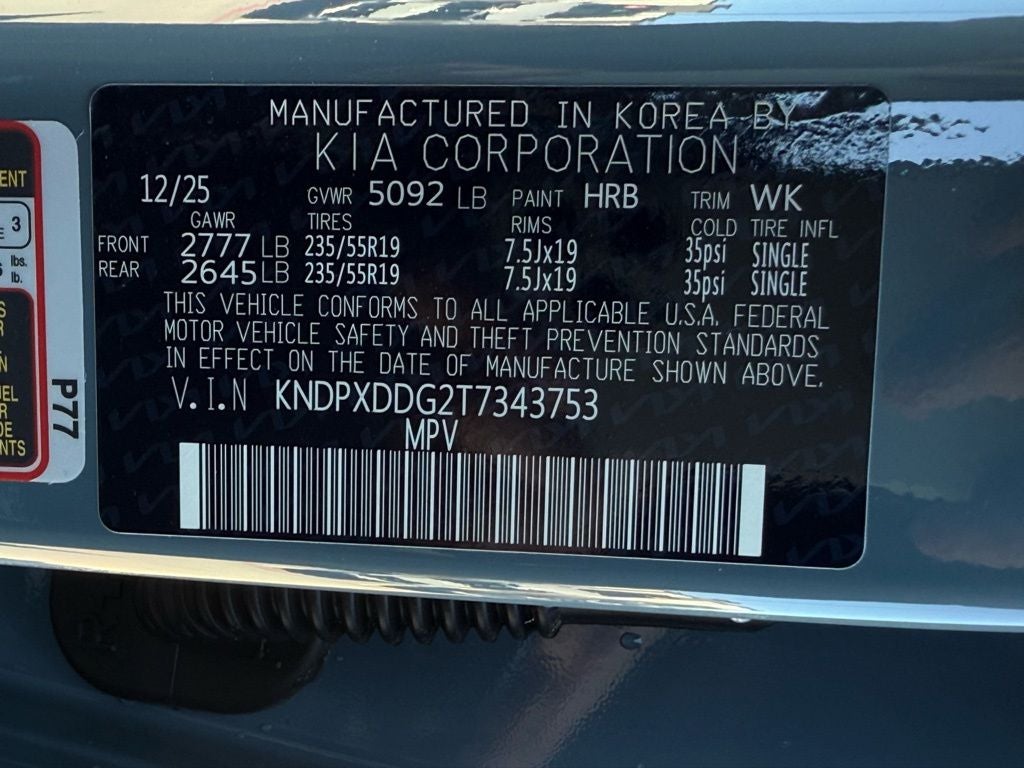 MANUFACTURED IN KOREA BY
KIA CORPORATION
12/25 GVWR 5092 LB PAINT HRB TRIM WK
GAWR TIRES RIMS COLD TIRE INFL
FRONT 2777 LB 235/55R19 7.5Jx19 35psi SINGLE
REAR 2645 LB 235/55R19 7.5Jx19 35psi SINGLE
THIS VEHICLE CONFORMS TO ALL APPLICABLE U.S.A. FEDERAL
MOTOR VEHICLE SAFETY AND THEFT PREVENTION STANDARDS
IN EFFECT ON THE DATE OF MANUFACTURE SHOWN ABOVE.
V.I.N KNDPXDDG2T7343753
MPV
3
lbs.
lb.
P77